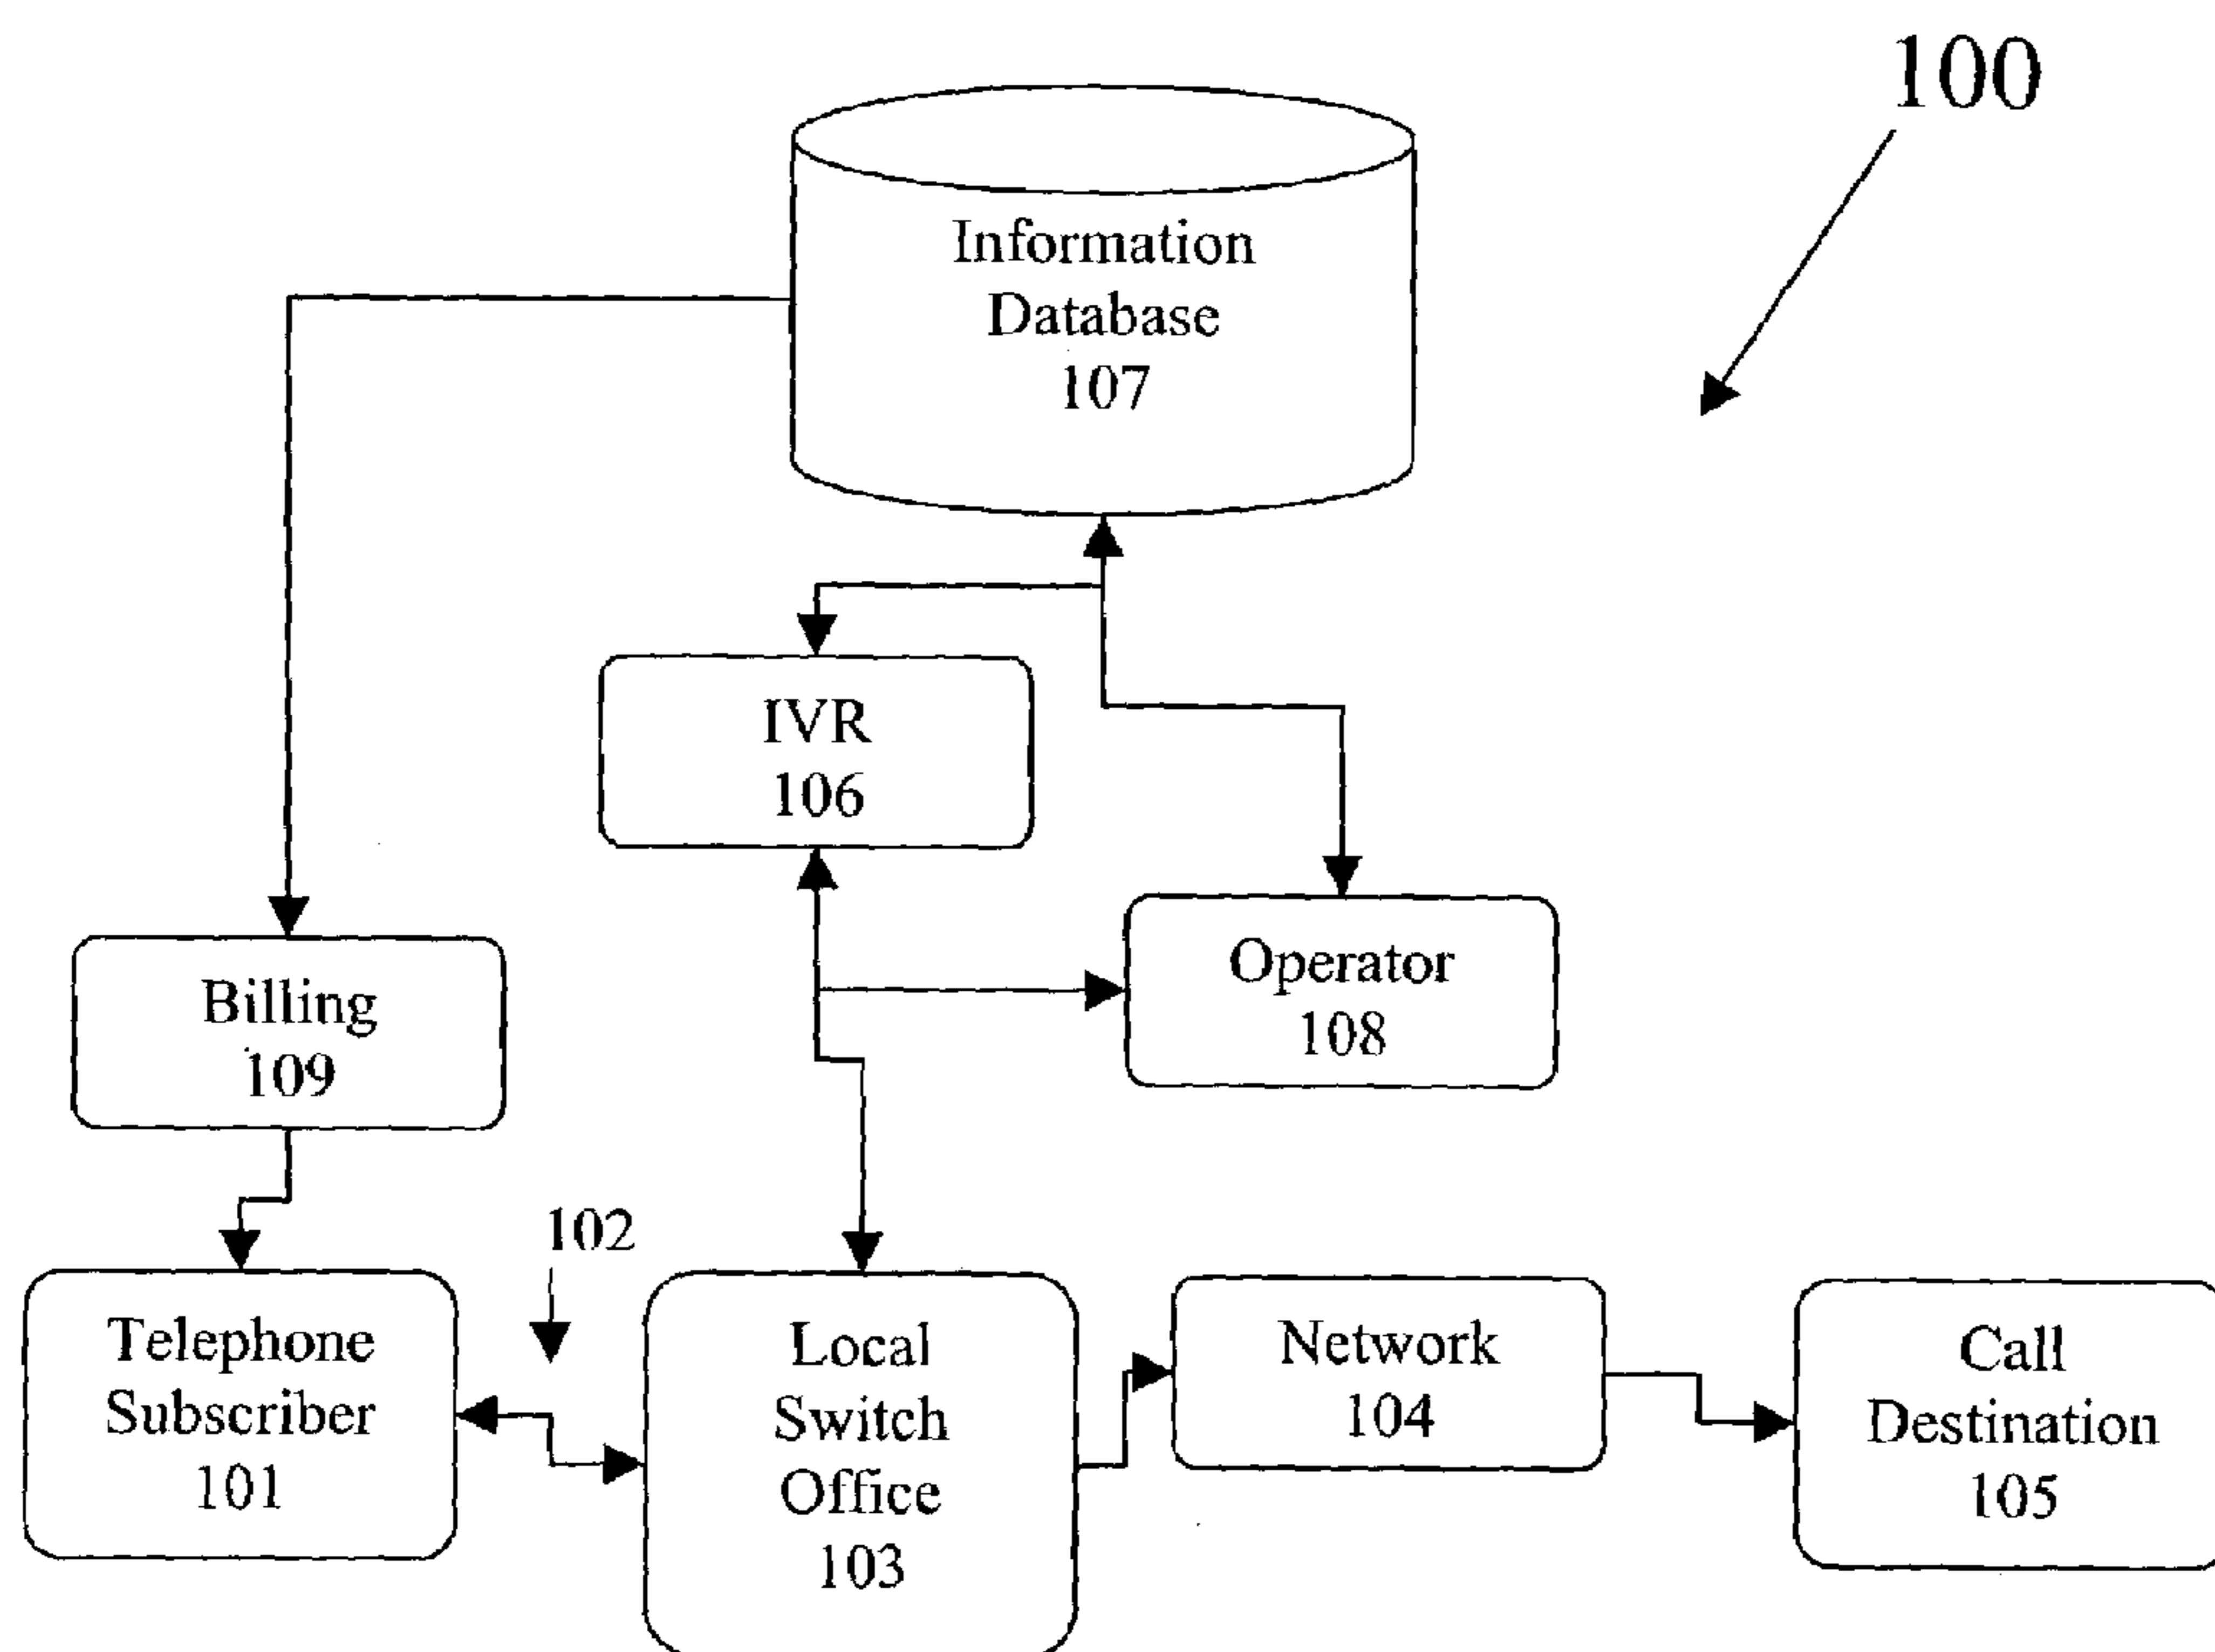 100
Information
Database
107
IVR
106
Operator
108
Billing
109
102
Telephone
Subscriber
101
Local
Switch
Office
103
Network
104
Call
Destination
105